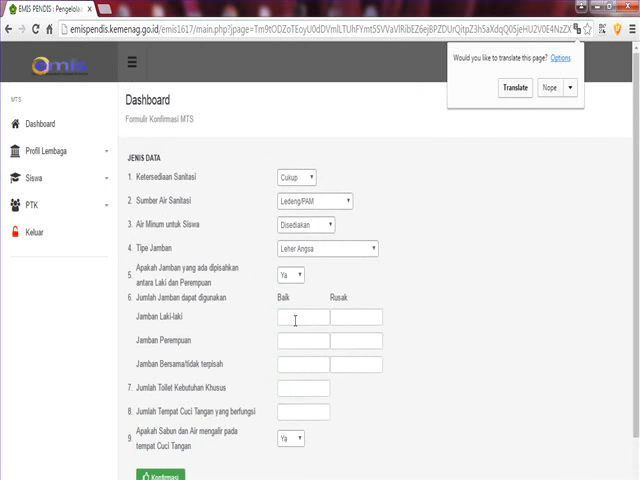 EMIS PENDIS : Pengelolaan
emispendis.kemenag.go.id/emis1617/main.php?jpage=
Would you like to translate this page? Options
Translate Nope
emis
MTS
Dashboard
Profil Lembaga
Siswa
PTK
Keluar
Dashboard
Formulir Konfirmasi MTS
JENIS DATA
1. Ketersediaan Sanitasi Cukup
2. Sumber Air Sanitasi Ledeng/PAM
3. Air Minum untuk Siswa Disediakan
4. Tipe Jamban Leher Angsa
5. Apakah Jamban yang ada dipisahkan
antara Laki dan Perempuan Ya
6. Jumlah Jamban dapat digunakan Baik Rusak
Jamban Laki-laki
Jamban Perempuan
Jamban Bersama/tidak terpisah
7. Jumlah Toilet Kebutuhan Khusus
8. Jumlah Tempat Cuci Tangan yang berfungsi
9. Apakah Sabun dan Air mengalir pada
tempat Cuci Tangan Ya
Konfirmasi